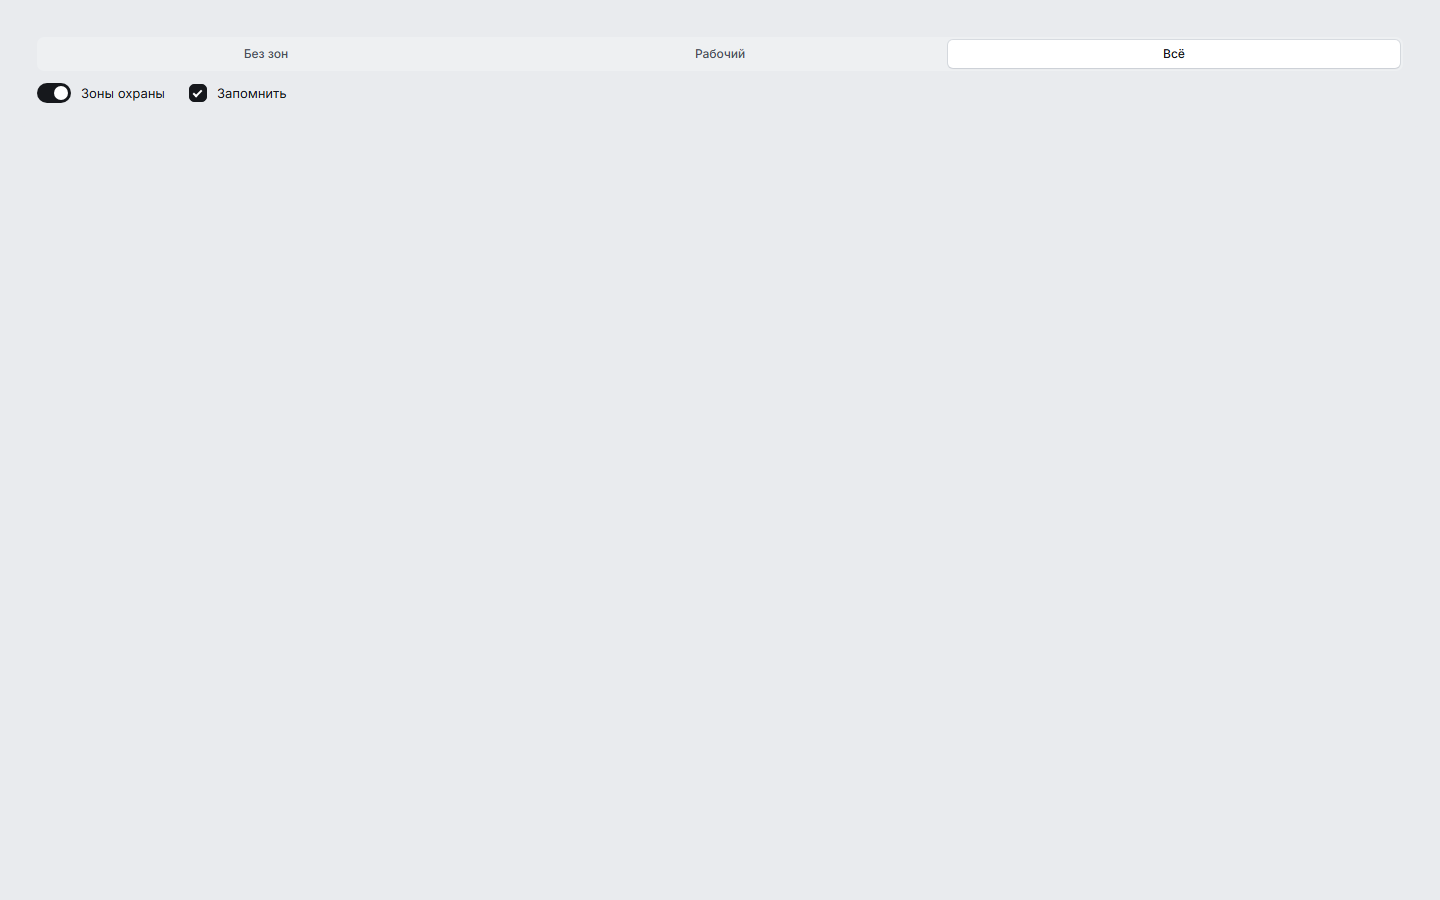 Без зон
Рабочий
Всё
Зоны охраны
Запомнить